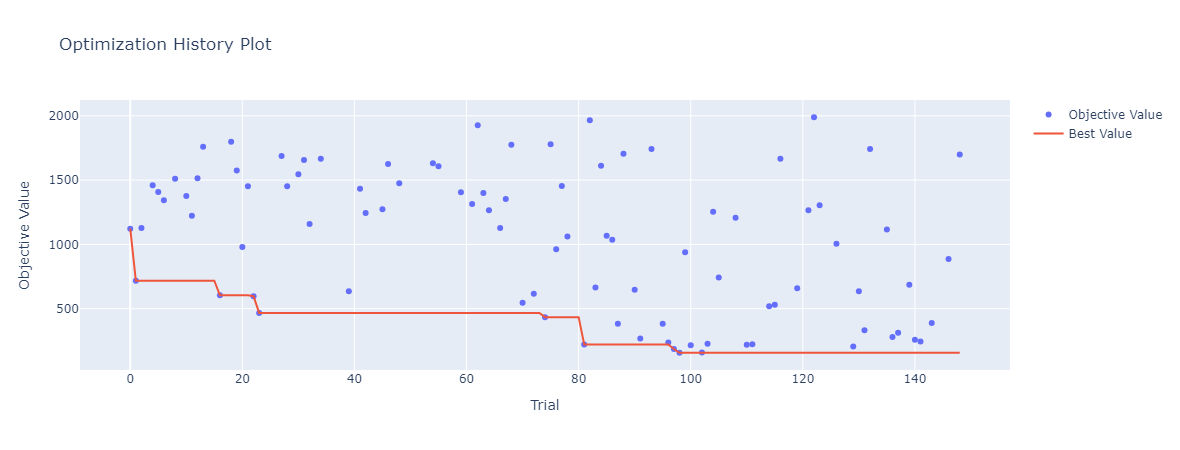 Optimization History Plot
Objective Value
Best Value
2000
1500
1000
500
Objective Value
0 20 40 60 80 100 120 140
Trial